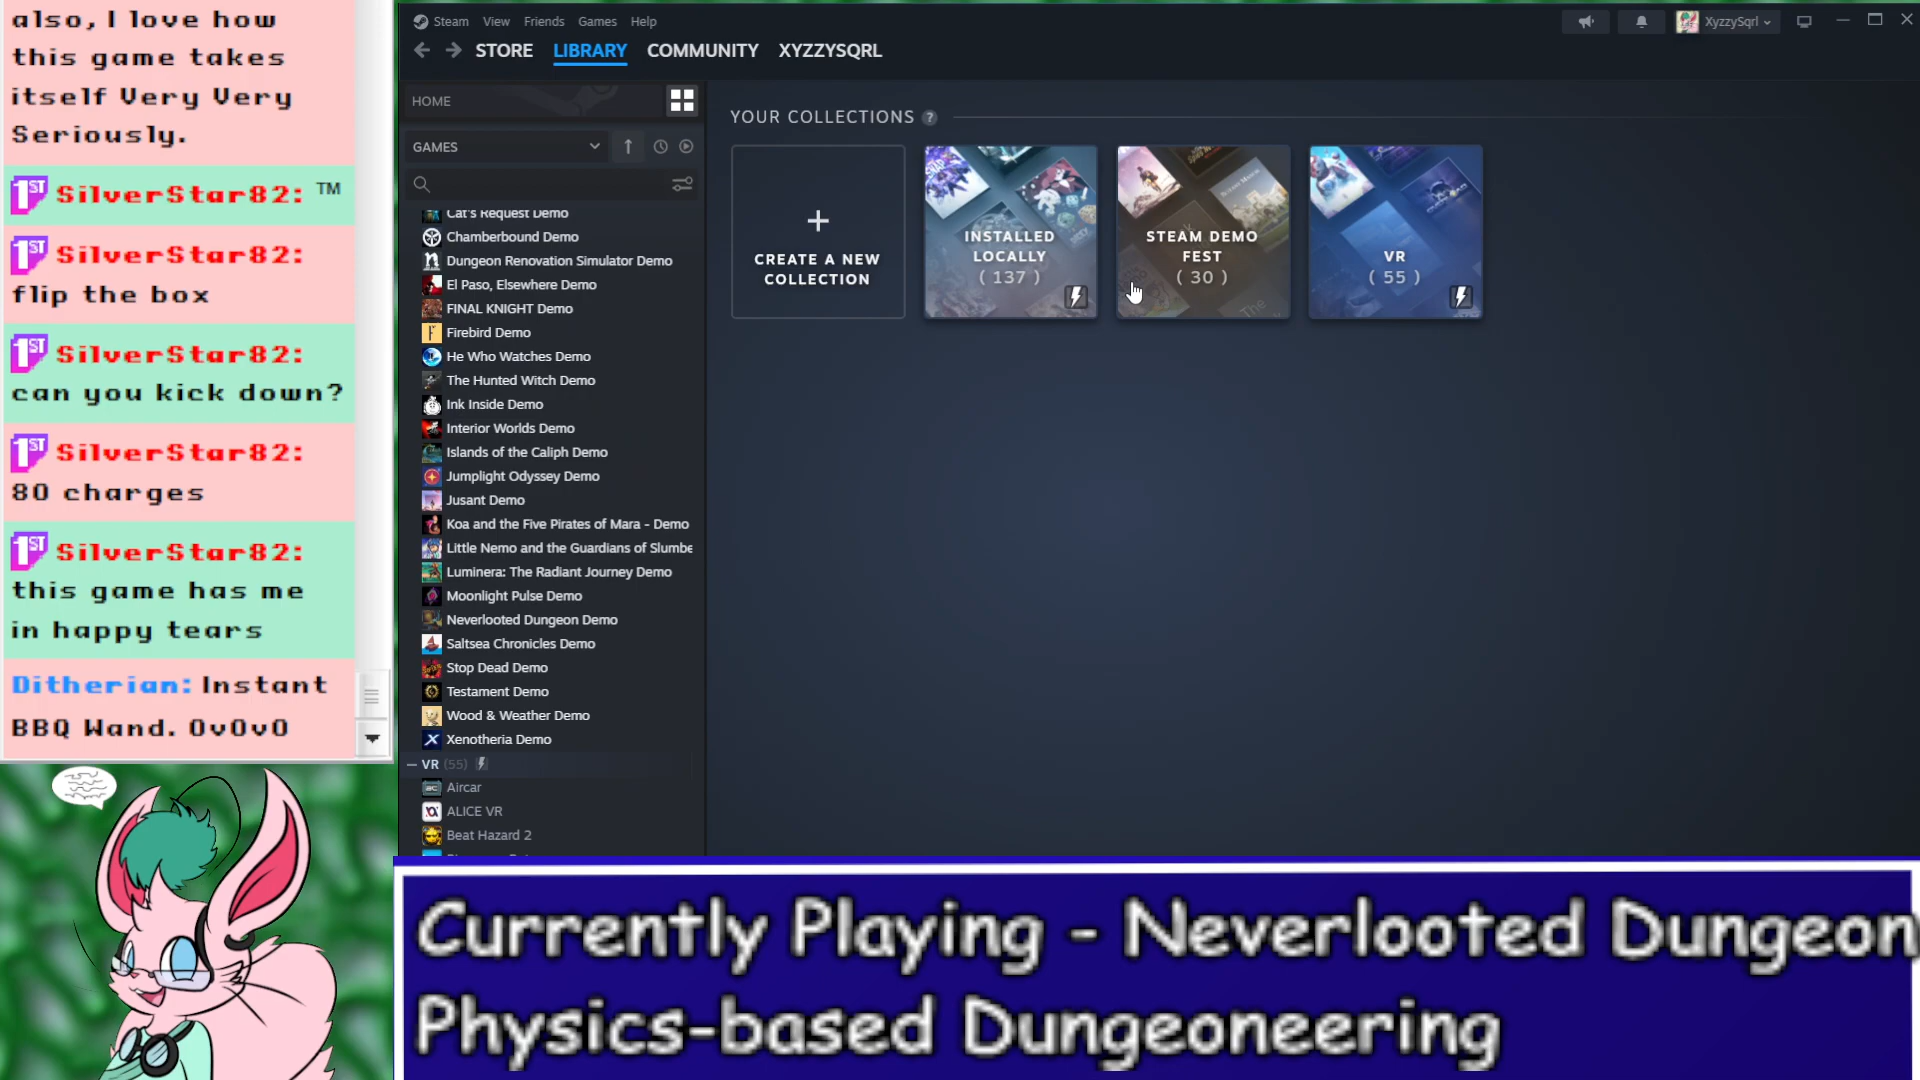 also, I love how
this game takes
itself Very Very
Seriously.
1ST SilverStar82: ™
1ST SilverStar82:
flip the box
1ST SilverStar82:
can you kick down?
1ST SilverStar82:
80 charges
1ST SilverStar82:
this game has me
in happy tears
Ditherian: Instant
BBQ Wand. OvOvO
Steam View Friends Games Help
XyzzySqrl
STORE LIBRARY COMMUNITY XYZZYSQRL
HOME
GAMES
Cat's Request Demo
Chamberbound Demo
Dungeon Renovation Simulator Demo
El Paso, Elsewhere Demo
FINAL KNIGHT Demo
Firebird Demo
He Who Watches Demo
The Hunted Witch Demo
Ink Inside Demo
Interior Worlds Demo
Islands of the Caliph Demo
Jumplight Odyssey Demo
Jusant Demo
Koa and the Five Pirates of Mara - Demo
Little Nemo and the Guardians of Slumbe
Luminera: The Radiant Journey Demo
Moonlight Pulse Demo
Neverlooted Dungeon Demo
Saltsea Chronicles Demo
Stop Dead Demo
Testament Demo
Wood & Weather Demo
Xenotheria Demo
VR (55)
Aircar
ALICE VR
Beat Hazard 2
YOUR COLLECTIONS ?
+
CREATE A NEW
COLLECTION
INSTALLED
LOCALLY
( 137 )
STEAM DEMO
FEST
( 30 )
The
VR
( 55 )
Currently Playing - Neverlooted Dungeon
Physics-based Dungeoneering